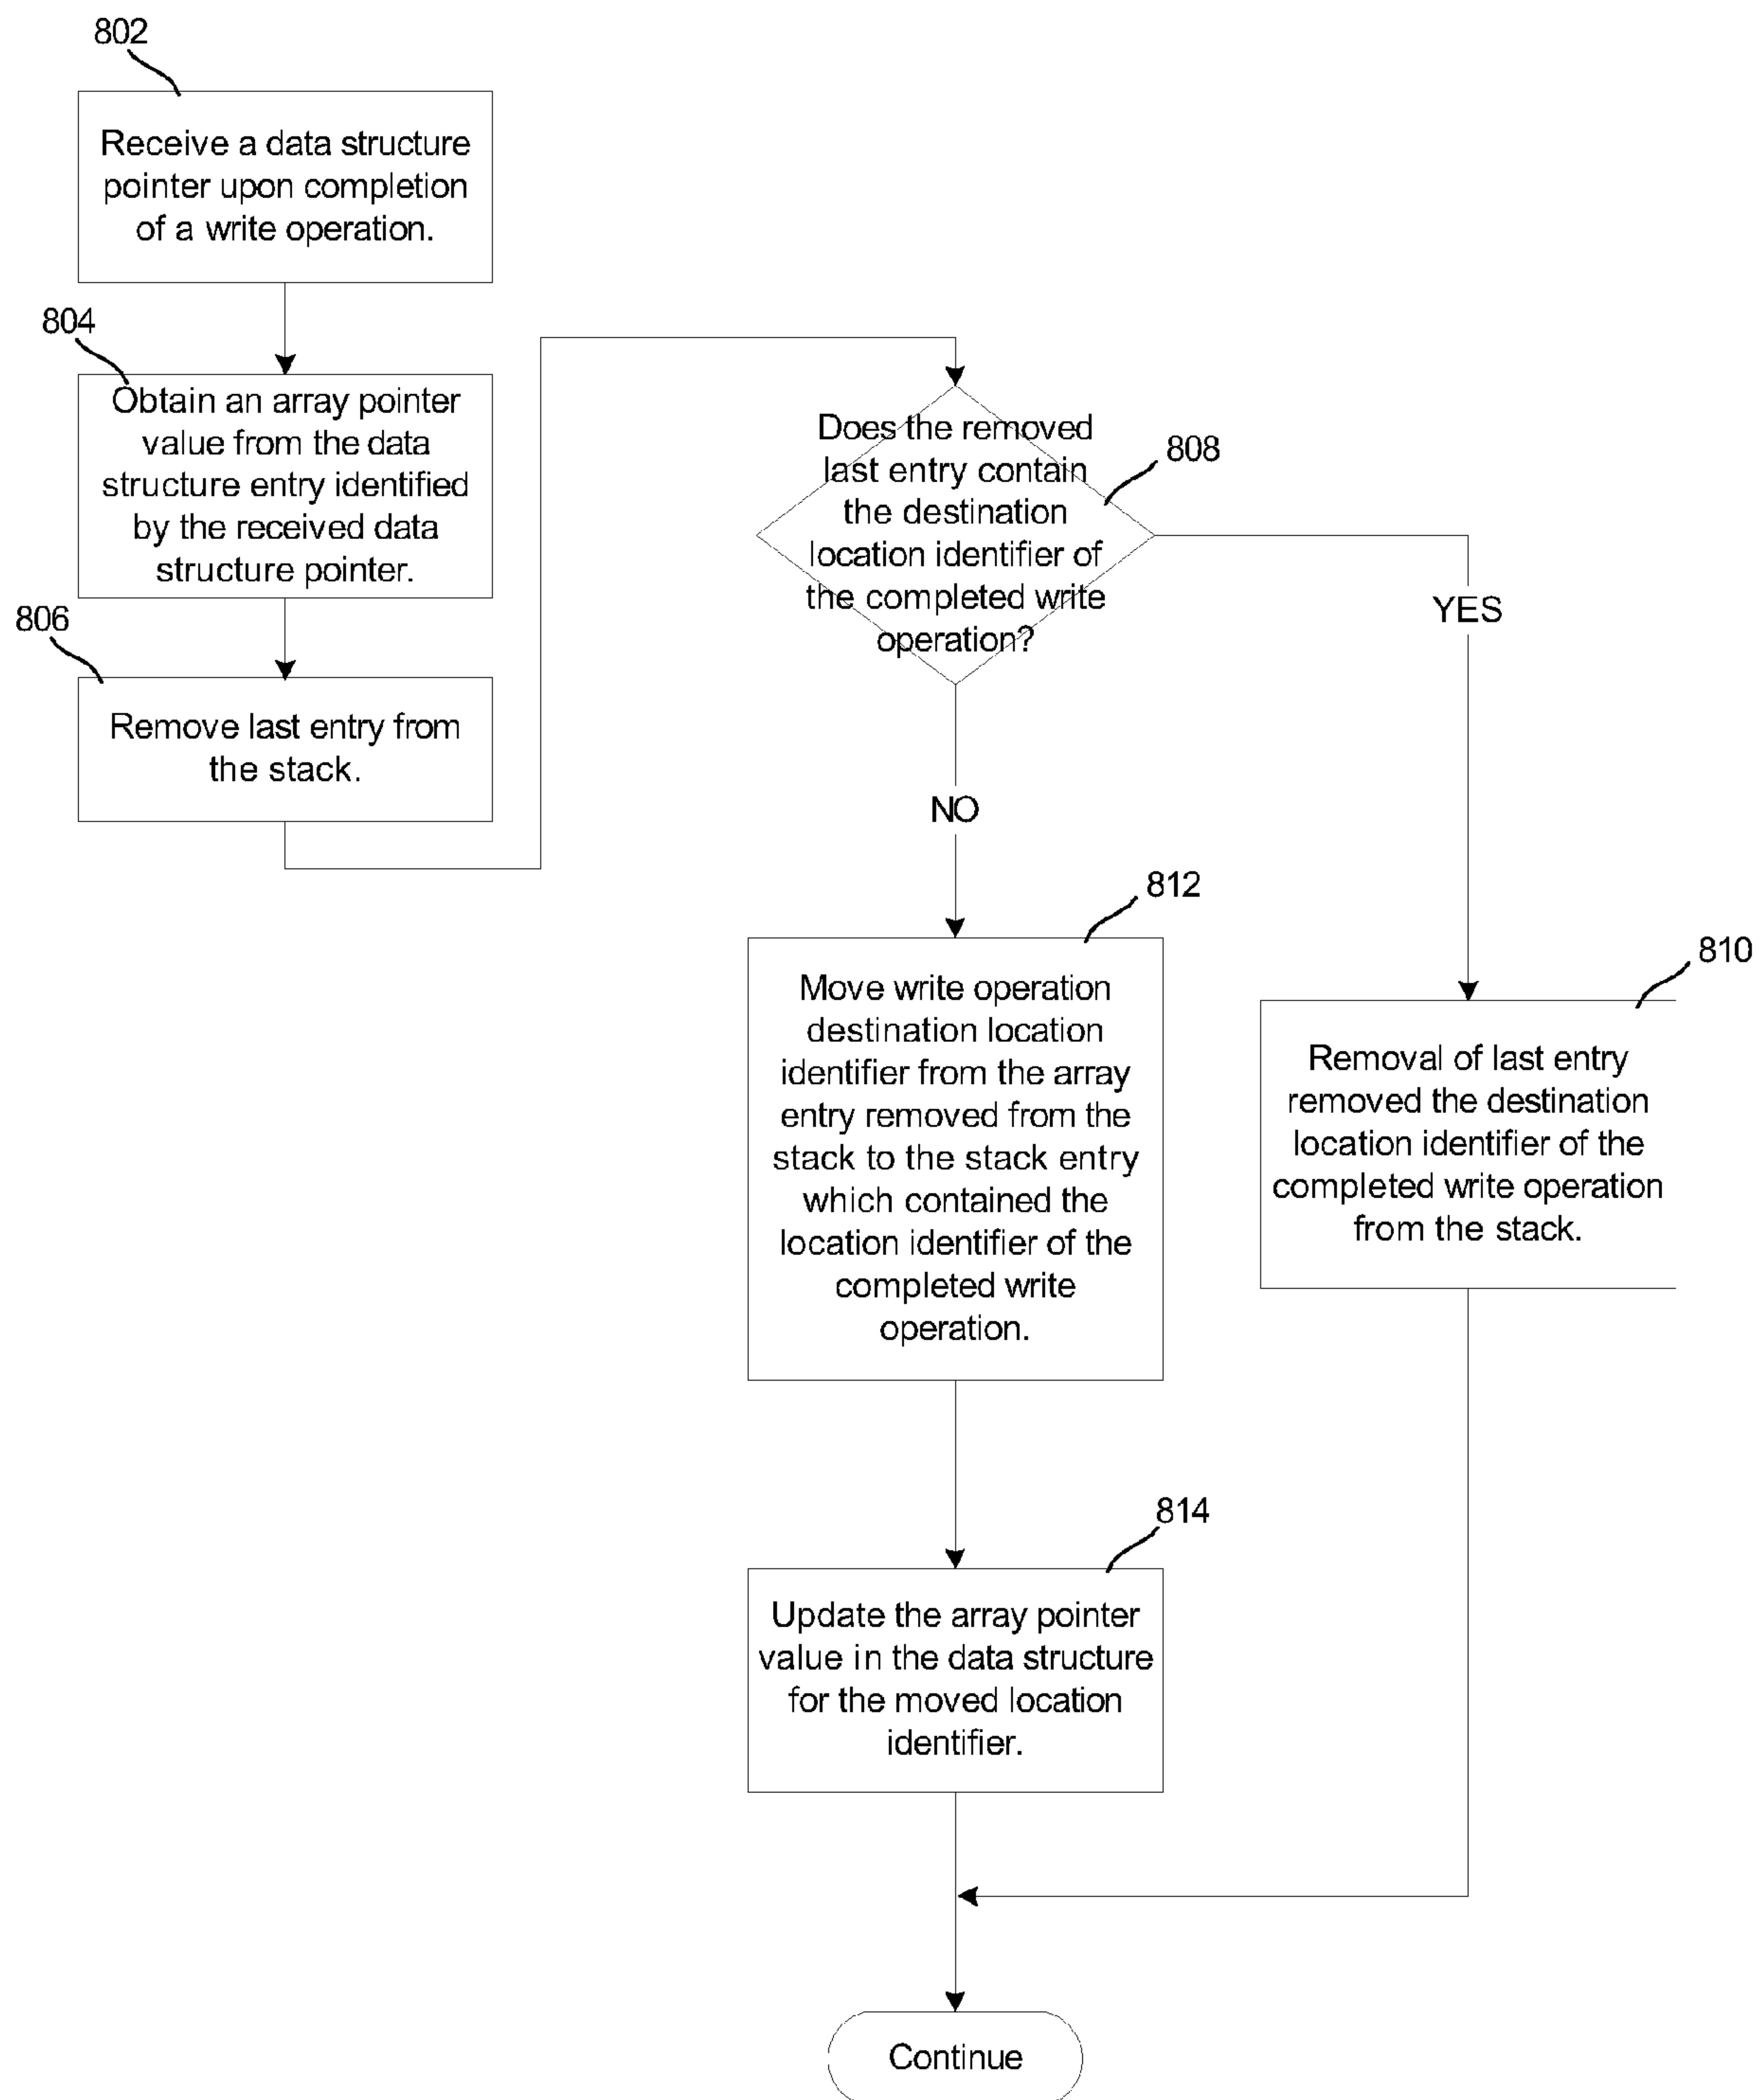 802
Receive a data structure
pointer upon completion
of a write operation.
804
Obtain an array pointer
value from the data
structure entry identified
by the received data
structure pointer.
806
Remove last entry from
the stack.
Does the removed
last entry contain
the destination
location identifier of
the completed write
operation?
808
YES
NO
812
Move write operation
destination location
identifier from the array
entry removed from the
stack to the stack entry
which contained the
location identifier of the
completed write
operation.
810
Removal of last entry
removed the destination
location identifier of the
completed write operation
from the stack.
814
Update the array pointer
value in the data structure
for the moved location
identifier.
Continue